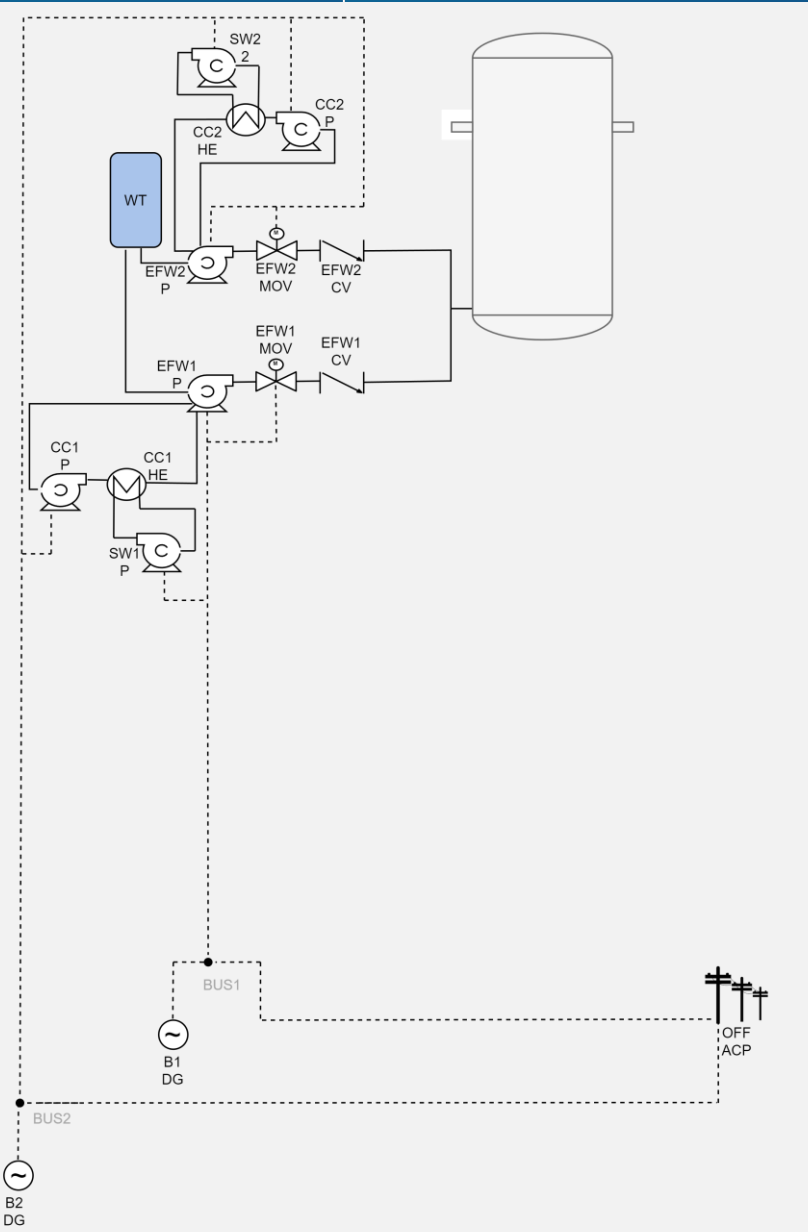 SW2
2
CC2
P
CC2
HE
WT
EFW2
P
EFW2
MOV
EFW2
CV
EFW1
MOV
EFW1
CV
EFW1
P
CC1
P
CC1
HE
SW1
P
BUS1
OFF
ACP
B1
DG
BUS2
B2
DG